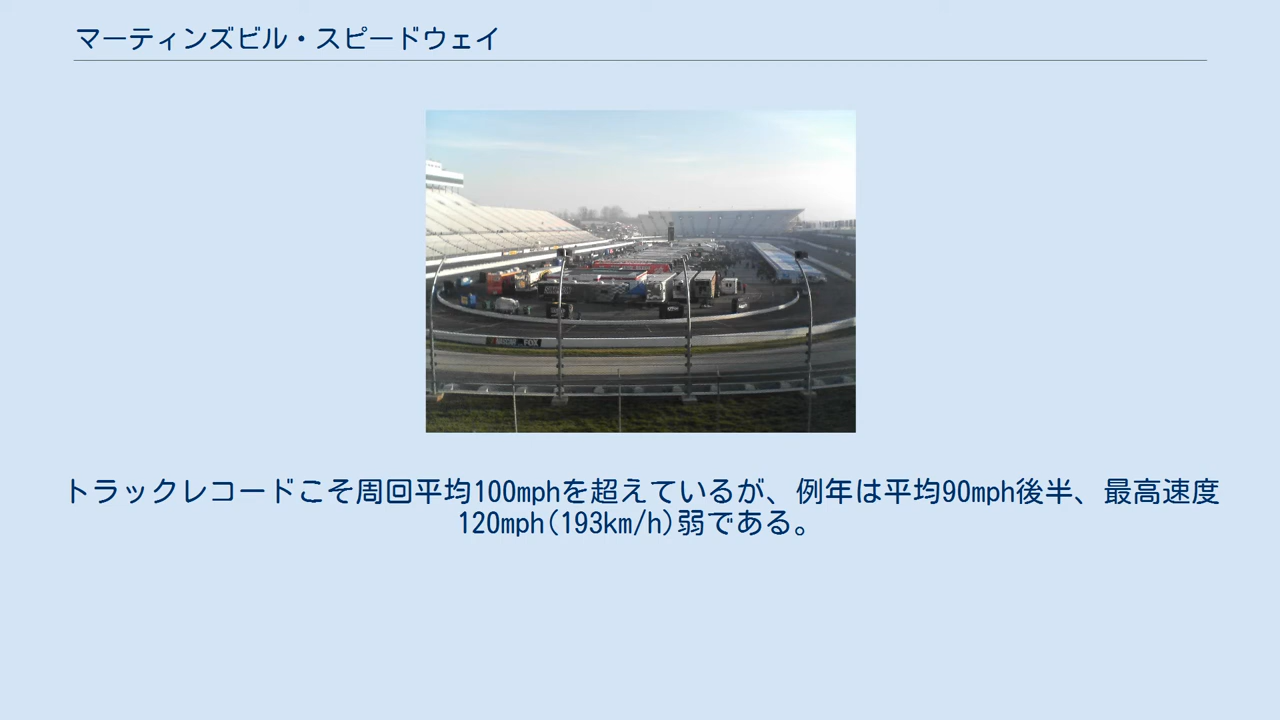 マーティンズビル・スピードウェイ
NASCAR FOX
トラックレコードこそ周回平均100mphを超えているが、例年は平均90mph後半、最高速度
120mph(193km/h)弱である。